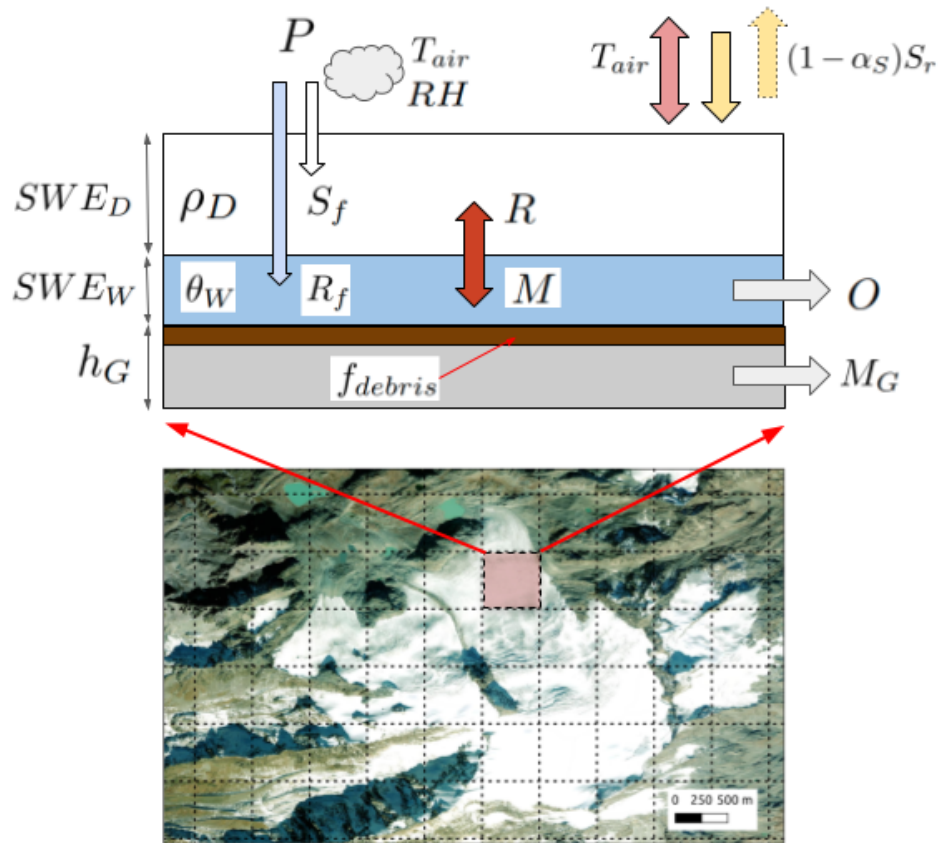 P
T_air
RH
T_air
(1 − α_S)S_r
SWE_D
ρ_D
S_f
R
SWE_W
θ_W
R_f
M
O
h_G
f_debris
M_G
0 250 500 m